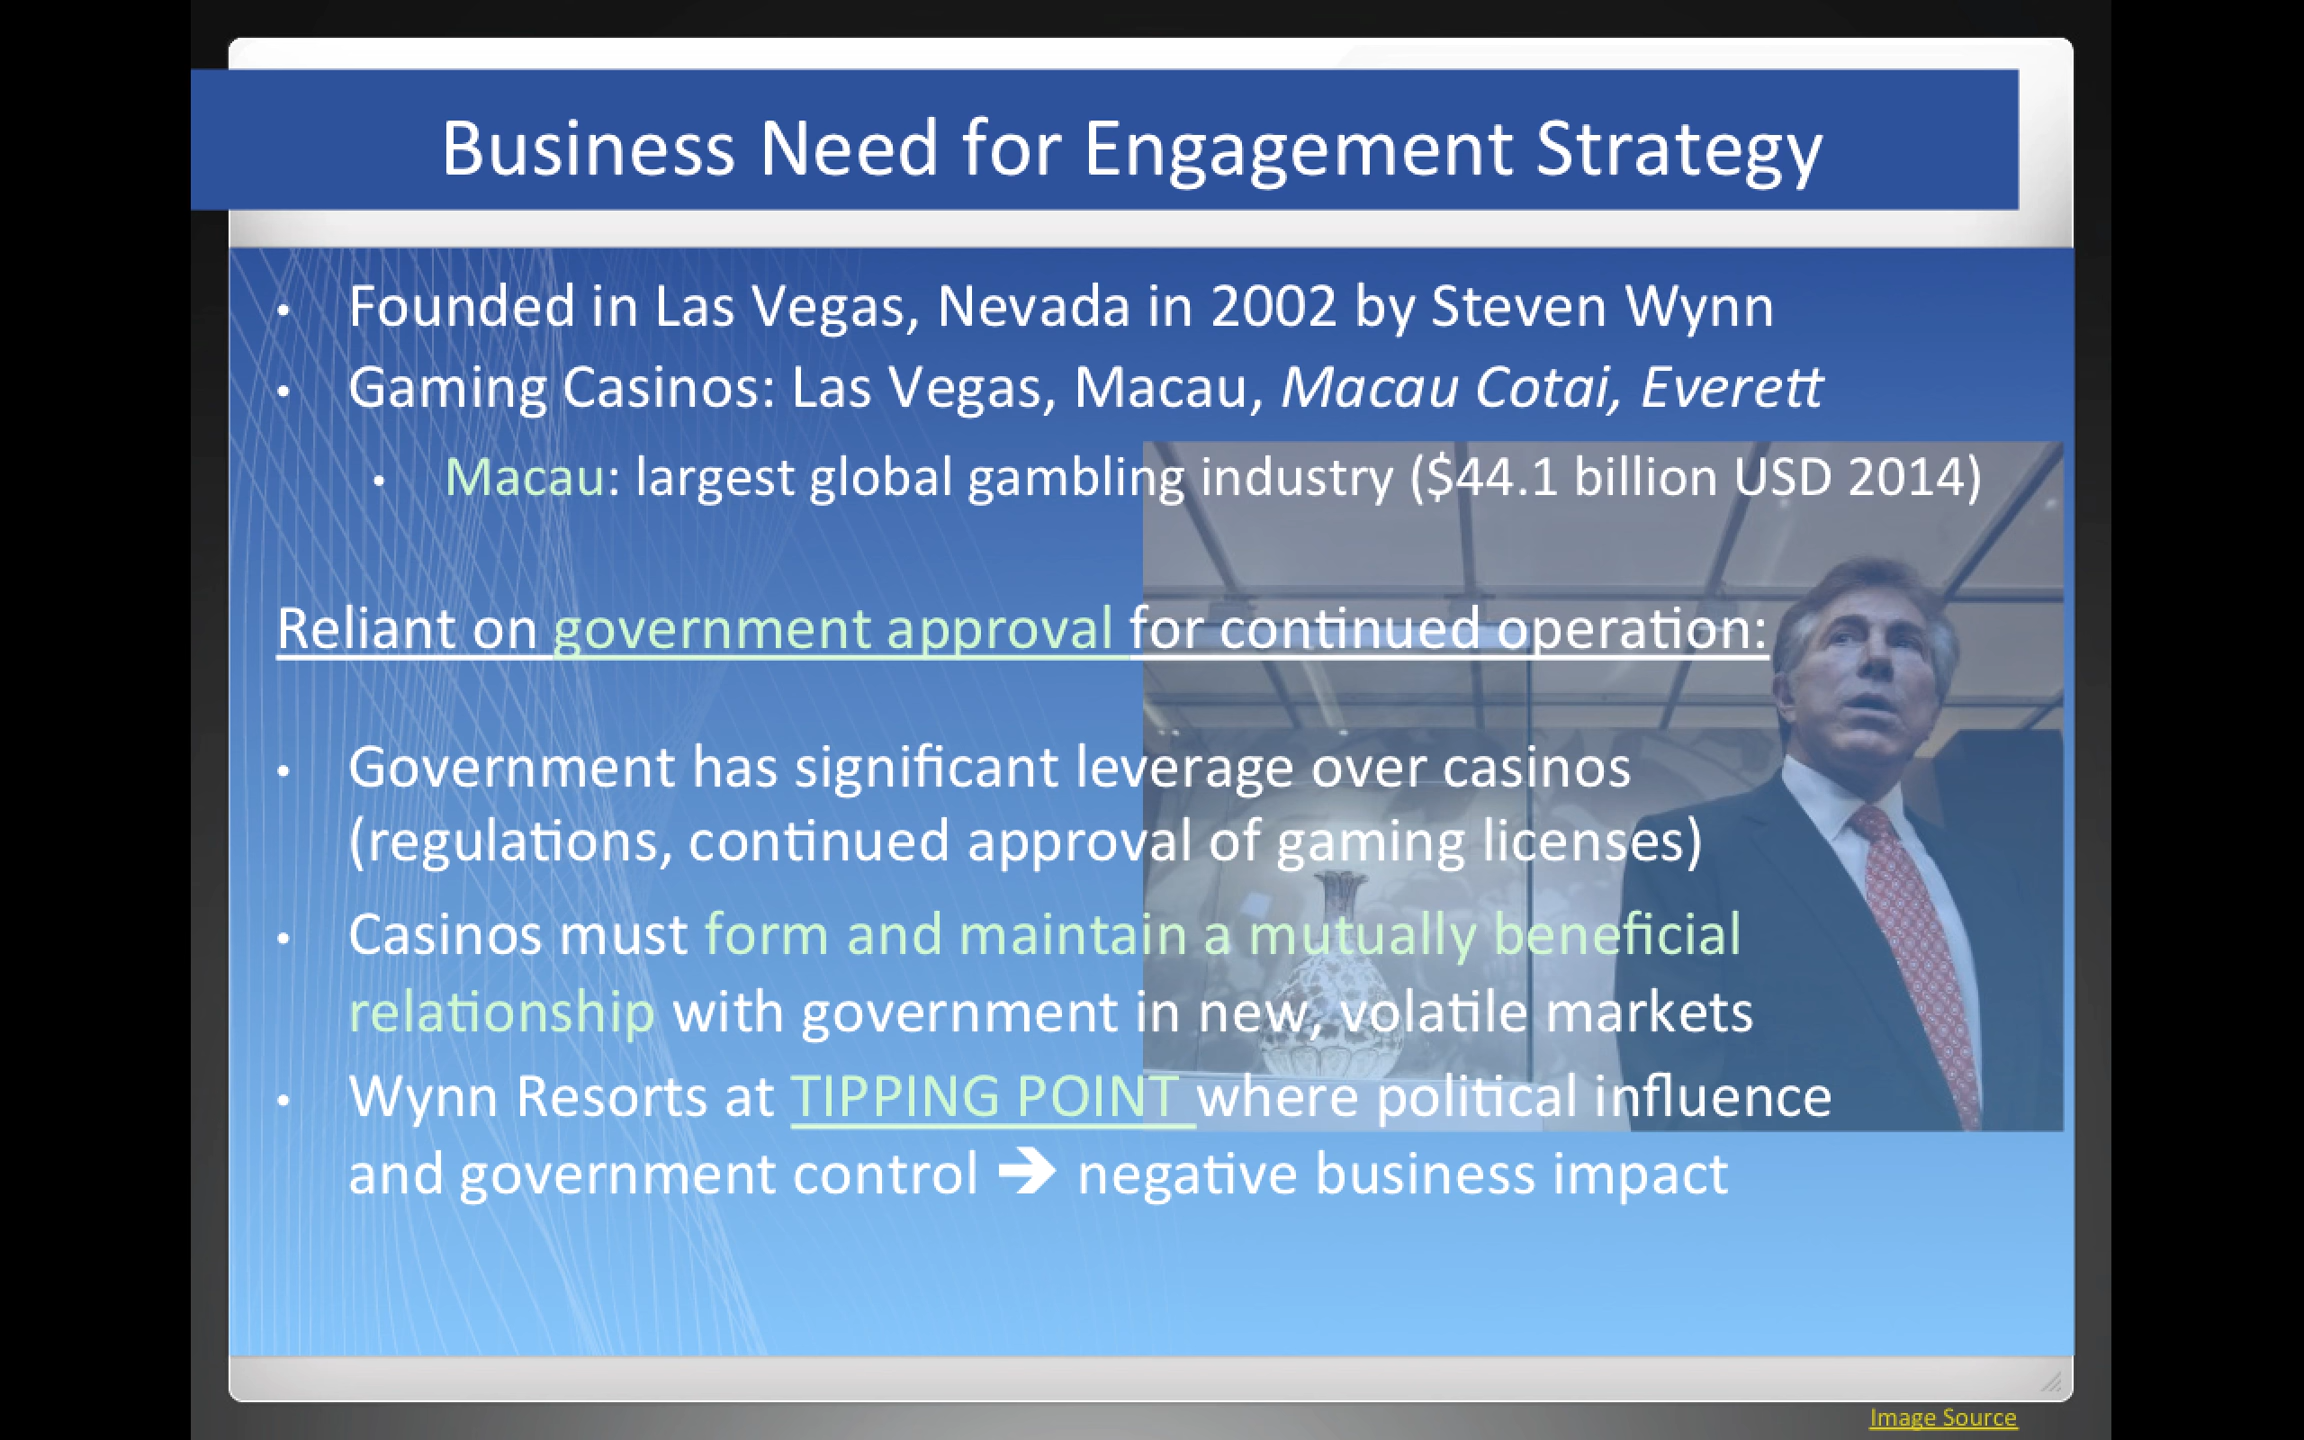 Business Need for Engagement Strategy
• Founded in Las Vegas, Nevada in 2002 by Steven Wynn
• Gaming Casinos: Las Vegas, Macau, Macau Cotai, Everett
• Macau: largest global gambling industry ($44.1 billion USD 2014)
Reliant on government approval for continued operation:
• Government has significant leverage over casinos
(regulations, continued approval of gaming licenses)
• Casinos must form and maintain a mutually beneficial
relationship with government in new, volatile markets
• Wynn Resorts at TIPPING POINT where political influence
and government control ➔ negative business impact
Image Source